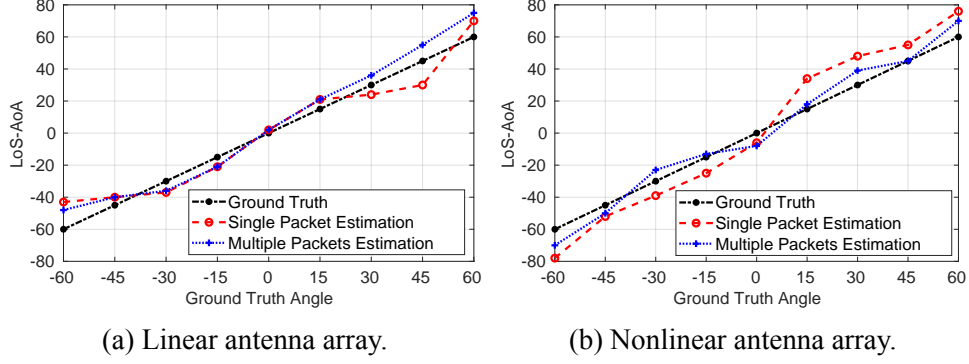 80
60
40
20
0
-20
-40
-60
-80
LoS-AoA
Ground Truth
Single Packet Estimation
Multiple Packets Estimation
-60 -45 -30 -15 0 15 30 45 60
Ground Truth Angle
(a) Linear antenna array.
80
60
40
20
0
-20
-40
-60
-80
LoS-AoA
Ground Truth
Single Packet Estimation
Multiple Packets Estimation
-60 -45 -30 -15 0 15 30 45 60
Ground Truth Angle
(b) Nonlinear antenna array.